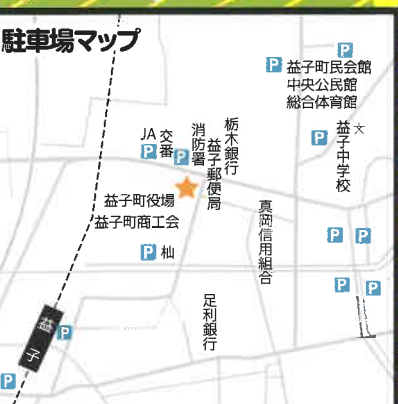 駐車場マップ
P
P
益子町民会館
中央公民館
総合体育館
栃木銀行
益子郵便局
消防署
交番
JA
P
P
P
益子中学校
文
益子町役場
益子町商工会
真岡信用組合
P
杣
P
P
P
P
足利銀行
益子
P
P